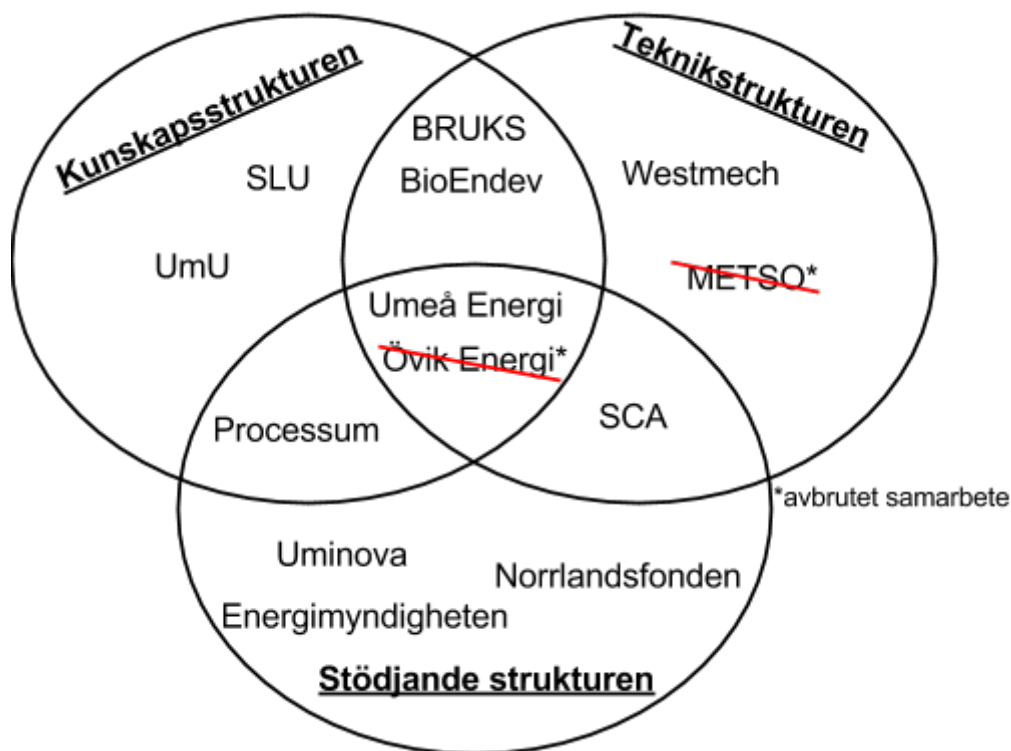 Kunskapsstrukturen
Teknikstrukturen
BRUKS
SLU
BioEndev
Westmech
UmU
METSO*
Umeå Energi
Övik Energi*
Processum
SCA
*avbrutet samarbete
Uminova
Norrlandsfonden
Energimyndigheten
Stödjande strukturen